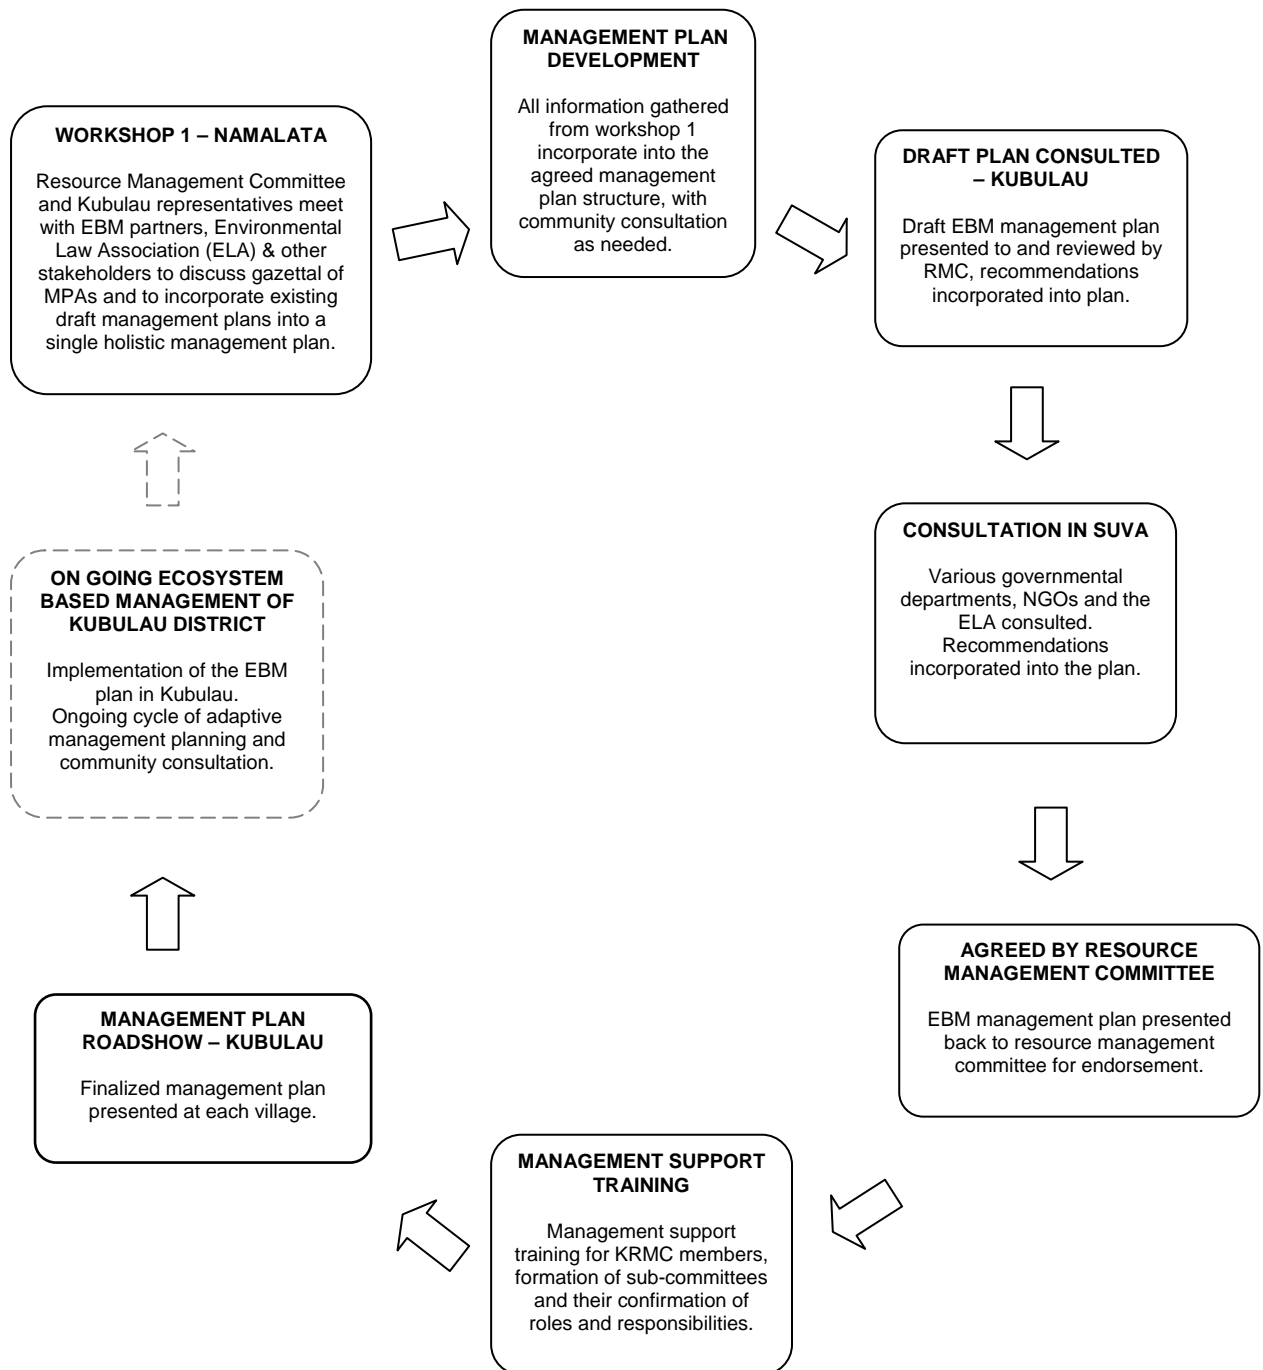 WORKSHOP 1 – NAMALATA
Resource Management Committee
and Kubulau representatives meet
with EBM partners, Environmental
Law Association (ELA) & other
stakeholders to discuss gazettal of
MPAs and to incorporate existing
draft management plans into a
single holistic management plan.
MANAGEMENT PLAN
DEVELOPMENT
All information gathered
from workshop 1
incorporate into the
agreed management
plan structure, with
community consultation
as needed.
DRAFT PLAN CONSULTED
– KUBULAU
Draft EBM management plan
presented to and reviewed by
RMC, recommendations
incorporated into plan.
CONSULTATION IN SUVA
Various governmental
departments, NGOs and the
ELA consulted.
Recommendations
incorporated into the plan.
AGREED BY RESOURCE
MANAGEMENT COMMITTEE
EBM management plan presented
back to resource management
committee for endorsement.
MANAGEMENT SUPPORT
TRAINING
Management support
training for KRMC members,
formation of sub-committees
and their confirmation of
roles and responsibilities.
MANAGEMENT PLAN
ROADSHOW – KUBULAU
Finalized management plan
presented at each village.
ON GOING ECOSYSTEM
BASED MANAGEMENT OF
KUBULAU DISTRICT
Implementation of the EBM
plan in Kubulau.
Ongoing cycle of adaptive
management planning and
community consultation.